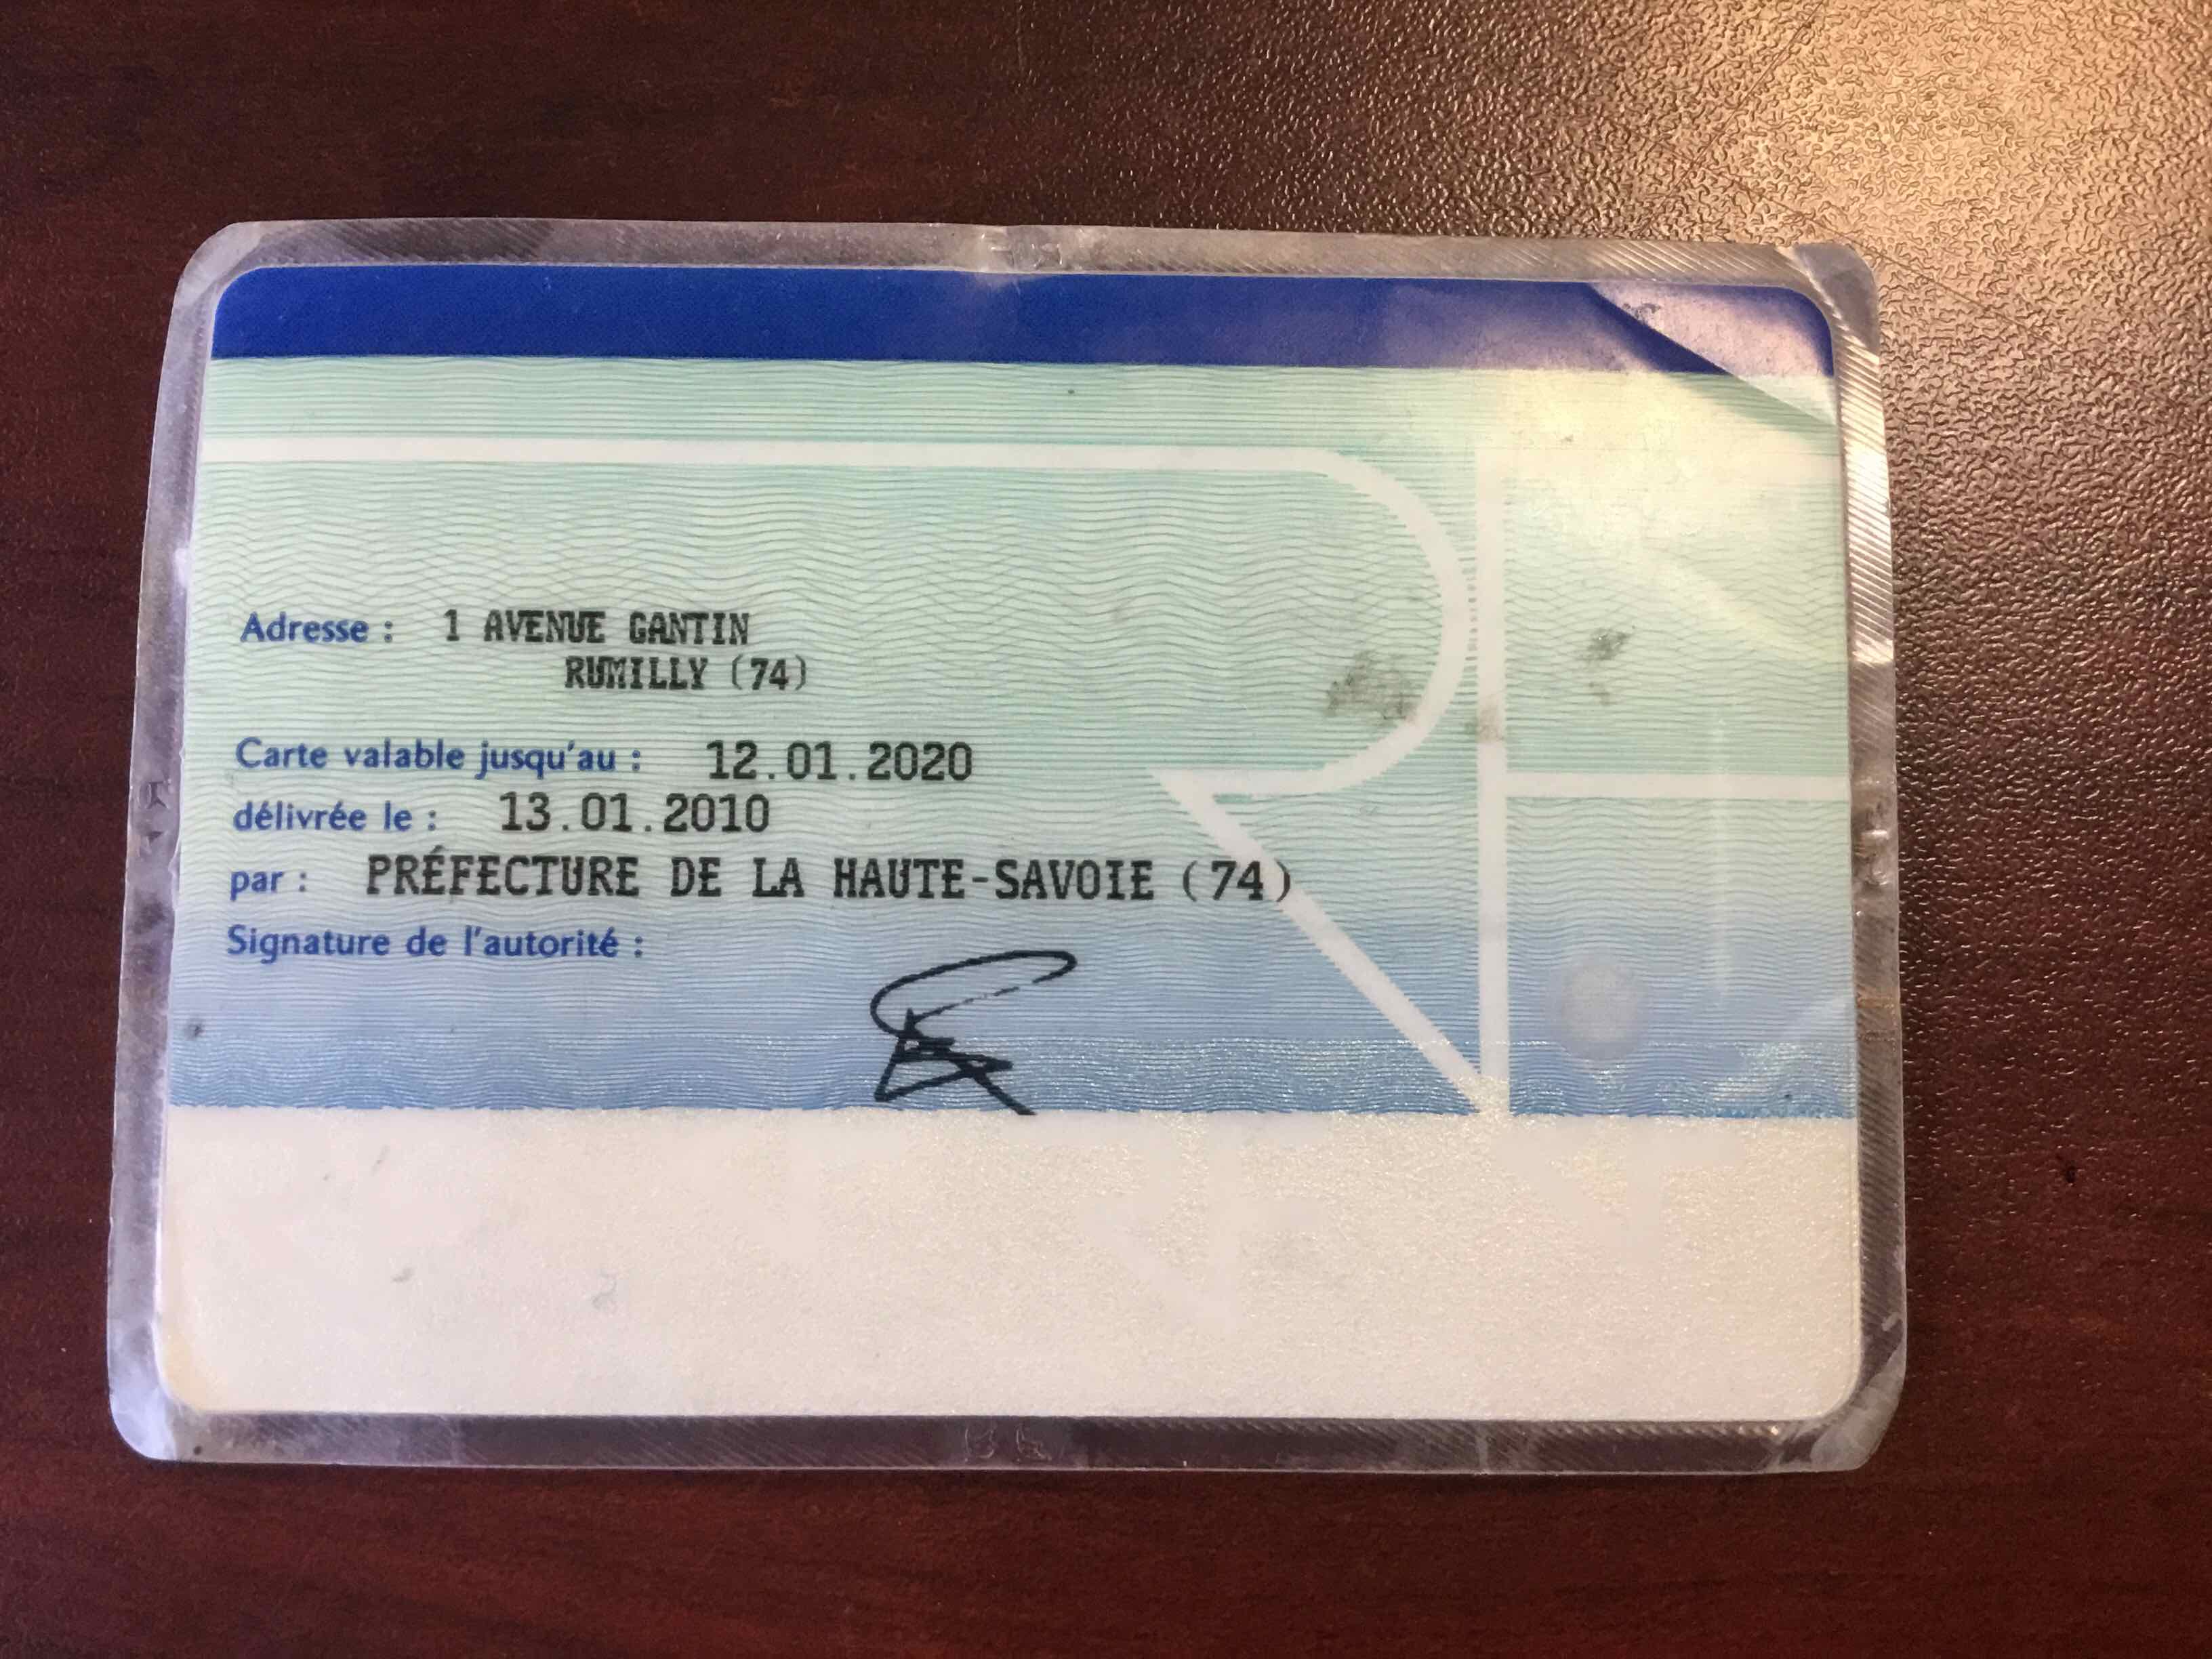 Adresse : 1 AVENUE GANTIN
RUMILLY (74)
Carte valable jusqu'au : 12.01.2020
délivrée le : 13.01.2010
par : PRÉFECTURE DE LA HAUTE-SAVOIE (74)
Signature de l'autorité :